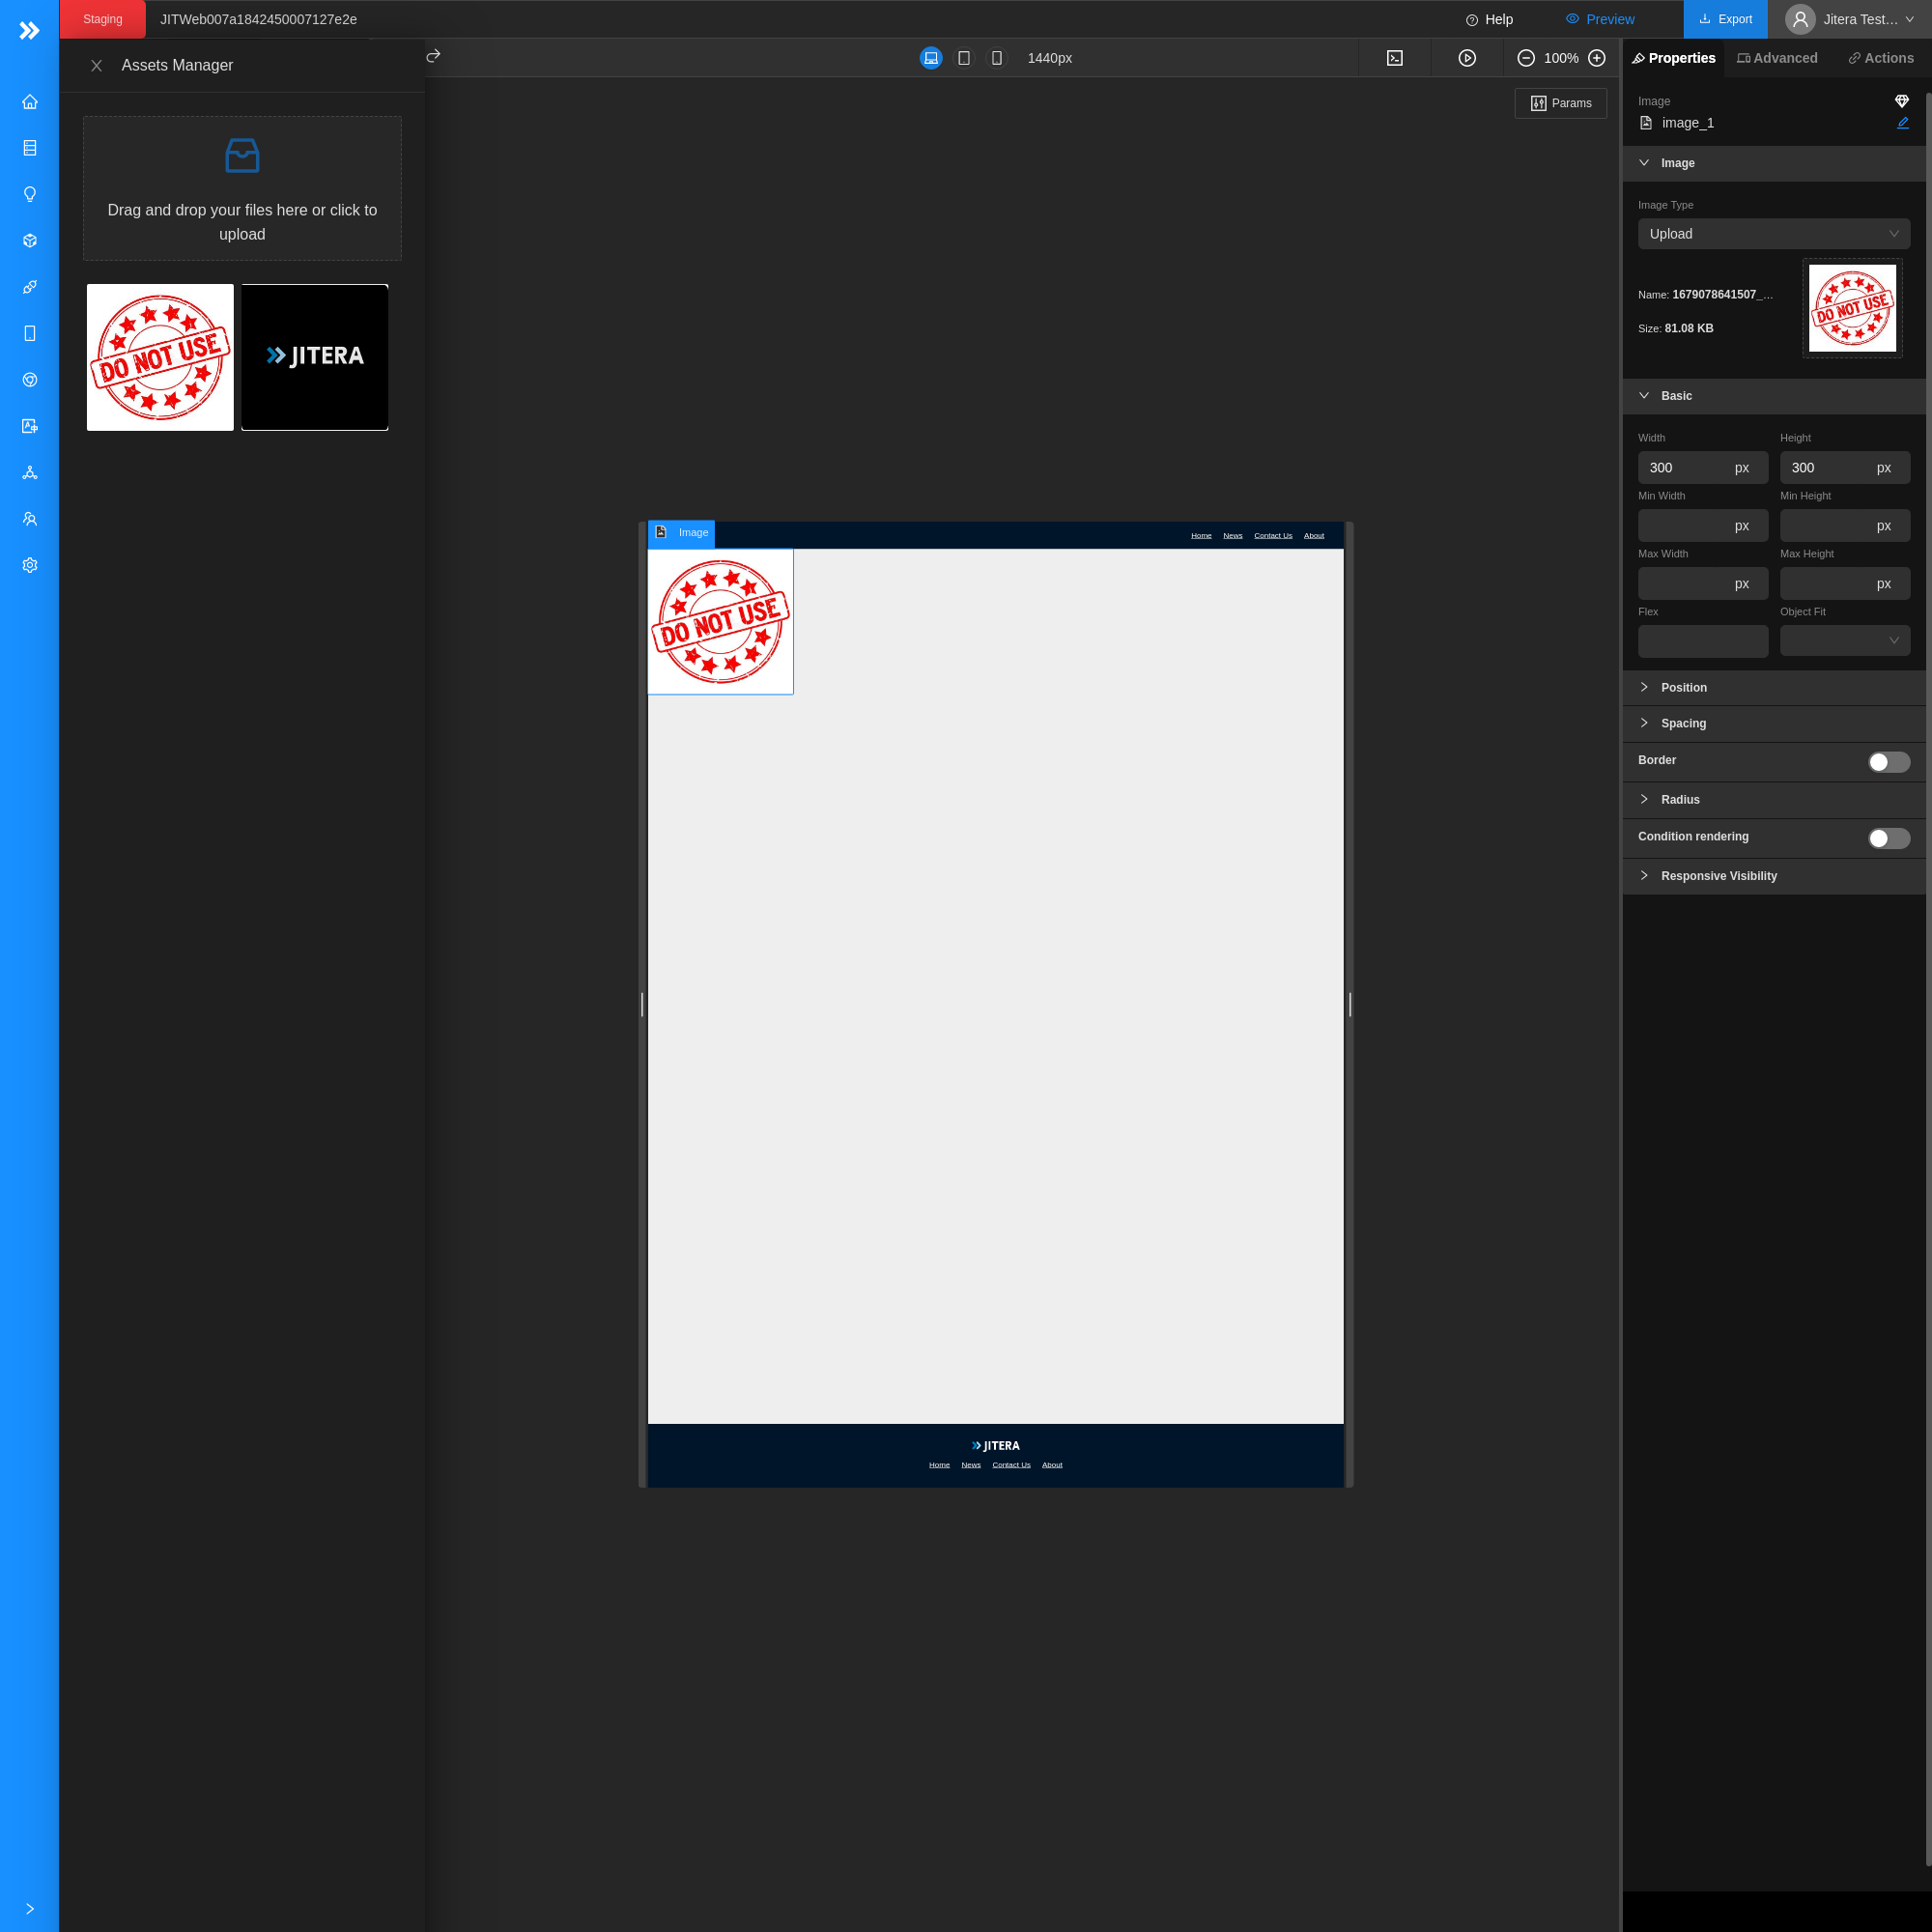 Staging
JITWeb007a1842450007127e2e
Help
Preview
Export
Jitera Test...
Assets Manager
1440px
100%
Properties
Advanced
Actions
Drag and drop your files here or click to
upload
DO NOT USE
JITERA
Params
Image
image_1
Image
Image Type
Upload
Name: 1679078641507_...
Size: 81.08 KB
DO NOT USE
Basic
Width
Height
300 px
300 px
Min Width
Min Height
px
px
Max Width
Max Height
px
px
Flex
Object Fit
Position
Spacing
Border
Radius
Condition rendering
Responsive Visibility
Image
Home News Contact Us About
DO NOT USE
JITERA
Home News Contact Us About